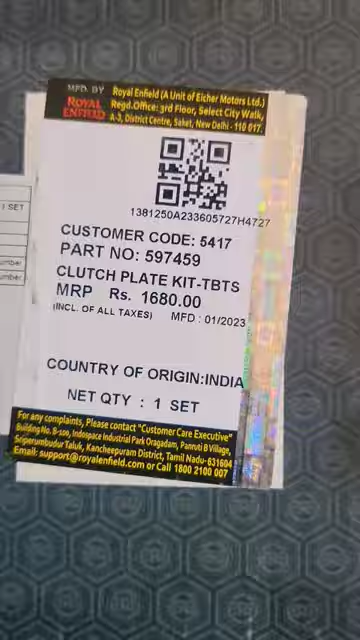 MFD. BY
ROYAL
ENFIELD
Royal Enfield (A Unit of Eicher Motors Ltd.)
Regd.Office: 3rd Floor, Select City Walk,
A-3, District Centre, Saket, New Delhi - 110 017.
1381250A233605727H4727
CUSTOMER CODE: 5417
PART NO: 597459
CLUTCH PLATE KIT-TBTS
MRP Rs. 1680.00
(INCL. OF ALL TAXES) MFD : 01/2023
COUNTRY OF ORIGIN:INDIA
NET QTY : 1 SET
For any complaints, Please contact "Customer Care Executive"
Building No. B-100, Indospace Industrial Park Oragadam, Panruti B Village,
Sriperumbudur Taluk, Kancheepuram District, Tamil Nadu-631604
Email: support@royalenfield.com or Call 1800 2100 007
1 SET